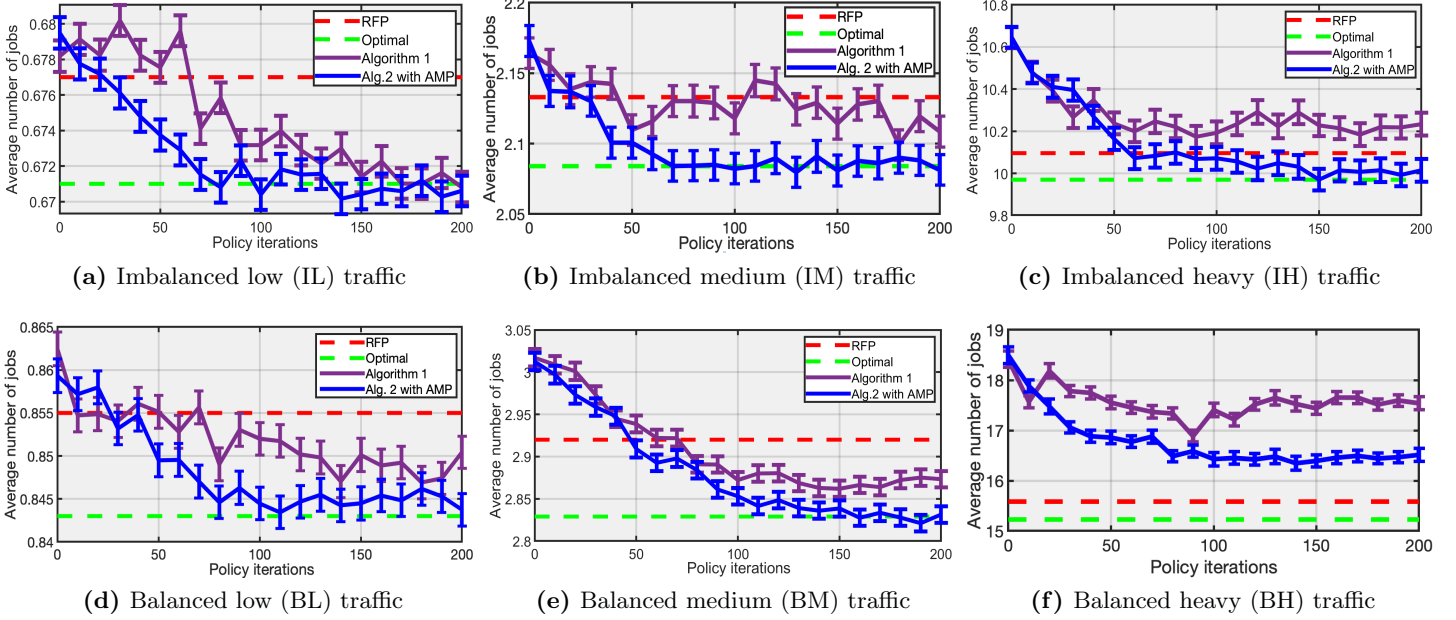 0.68
0.678
0.676
0.674
0.672
0.67
Average number of jobs
0 50 100 150 200
Policy iterations
RFP
Optimal
Algorithm 1
Alg.2 with AMP
(a) Imbalanced low (IL) traffic
2.2
2.15
2.1
2.05
Average number of jobs
0 50 100 150 200
Policy iterations
RFP
Optimal
Algorithm 1
Alg.2 with AMP
(b) Imbalanced medium (IM) traffic
10.8
10.6
10.4
10.2
10
9.8
Average number of jobs
0 50 100 150 200
Policy iterations
RFP
Optimal
Algorithm 1
Alg.2 with AMP
(c) Imbalanced heavy (IH) traffic
0.865
0.86
0.855
0.85
0.845
0.84
Average number of jobs
0 50 100 150 200
Policy iterations
RFP
Optimal
Algorithm 1
Alg. 2 with AMP
(d) Balanced low (BL) traffic
3.05
3
2.95
2.9
2.85
2.8
Average number of jobs
0 50 100 150 200
Policy iterations
RFP
Optimal
Algorithm 1
Alg.2 with AMP
(e) Balanced medium (BM) traffic
19
18
17
16
15
Average number of jobs
0 50 100 150 200
Policy iterations
RFP
Optimal
Algorithm 1
Alg. 2 with AMP
(f) Balanced heavy (BH) traffic